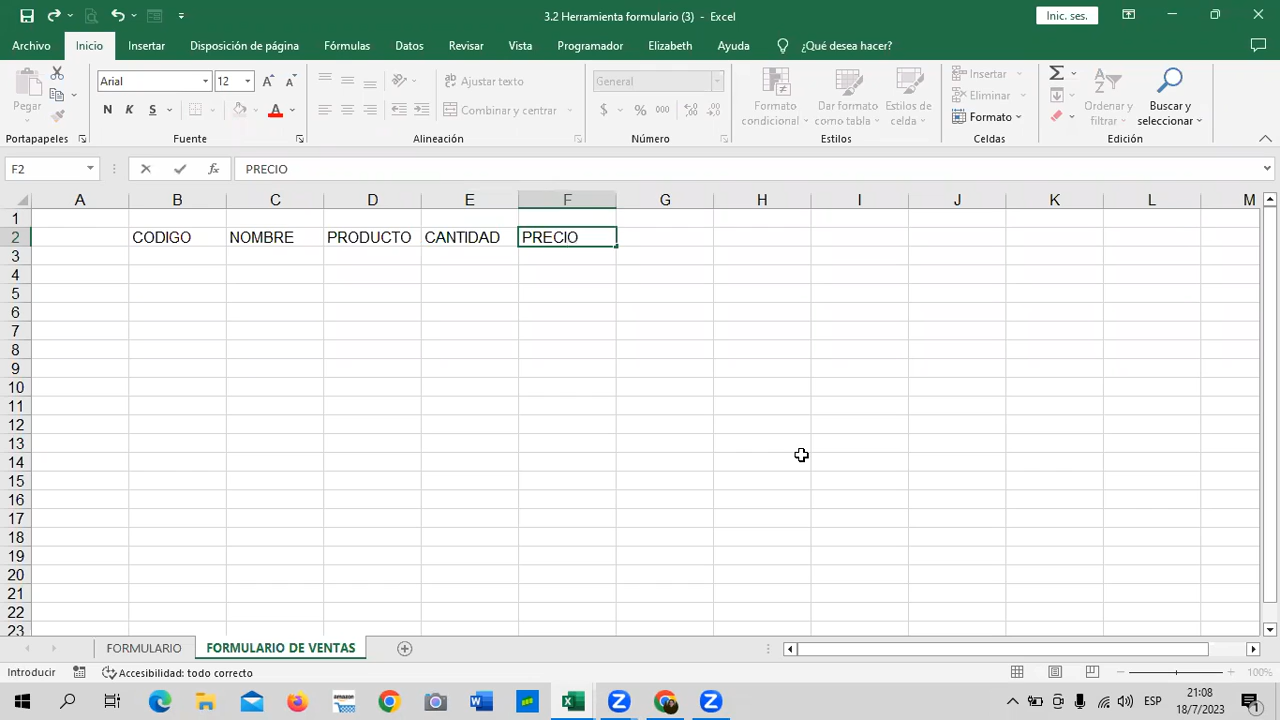 3.2 Herramienta formulario (3) - Excel
Inic. ses.
Archivo Inicio Insertar Disposición de página Fórmulas Datos Revisar Vista Programador Elizabeth Ayuda ¿Qué desea hacer?
Pegar
Portapapeles
Arial 12
N K S
Fuente
Ajustar texto
Combinar y centrar
Alineación
General
$ % 000
Número
Formato condicional
Dar formato como tabla
Estilos de celda
Estilos
Insertar
Eliminar
Formato
Celdas
Ordenar y filtrar
Buscar y seleccionar
Edición
F2 fx PRECIO
A B C D E F G H I J K L M
1
2 CODIGO NOMBRE PRODUCTO CANTIDAD PRECIO
3
4
5
6
7
8
9
10
11
12
13
14
15
16
17
18
19
20
21
22
23
FORMULARIO FORMULARIO DE VENTAS
Introducir Accesibilidad: todo correcto 100%
ESP 21:08
18/7/2023